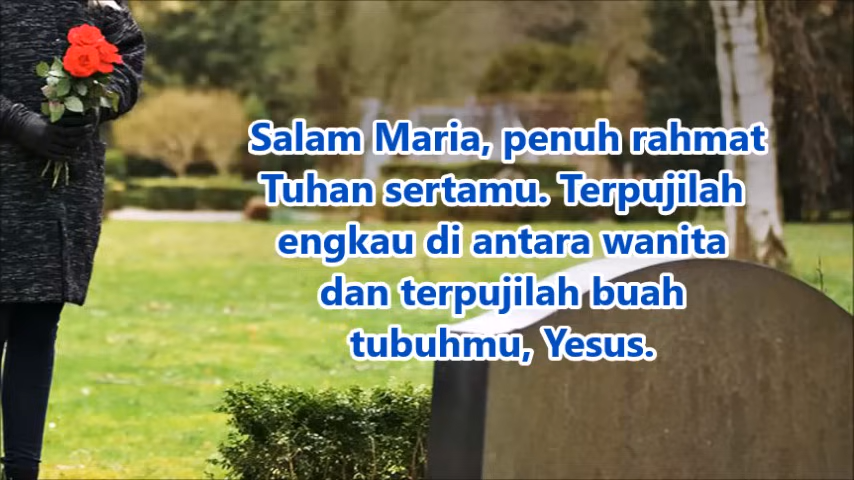 Salam Maria, penuh rahmat
Tuhan sertamu. Terpujilah
engkau di antara wanita
dan terpujilah buah
tubuhmu, Yesus.